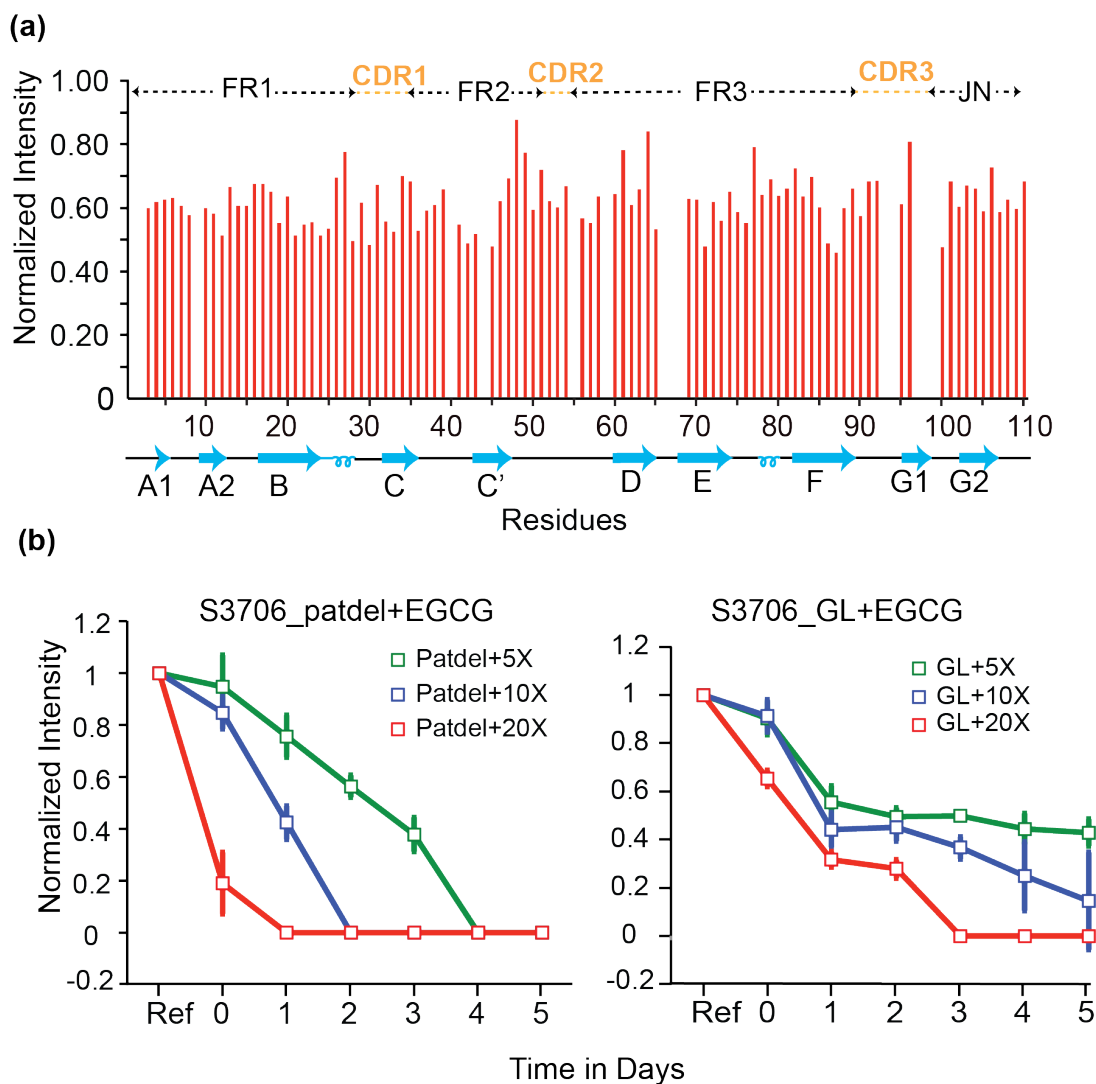 (a)
Normalized Intensity
1.00
0.80
0.60
0.40
0.20
0
FR1
CDR1
FR2
CDR2
FR3
CDR3
JN
10 20 30 40 50 60 70 80 90 100 110
A1 A2 B C C' D E F G1 G2
Residues
(b)
S3706_patdel+EGCG
Normalized Intensity
1.2
1
0.8
0.6
0.4
0.2
0
-0.2
Patdel+5X
Patdel+10X
Patdel+20X
Ref 0 1 2 3 4 5
S3706_GL+EGCG
1.2
1
0.8
0.6
0.4
0.2
0
-0.2
GL+5X
GL+10X
GL+20X
Ref 0 1 2 3 4 5
Time in Days